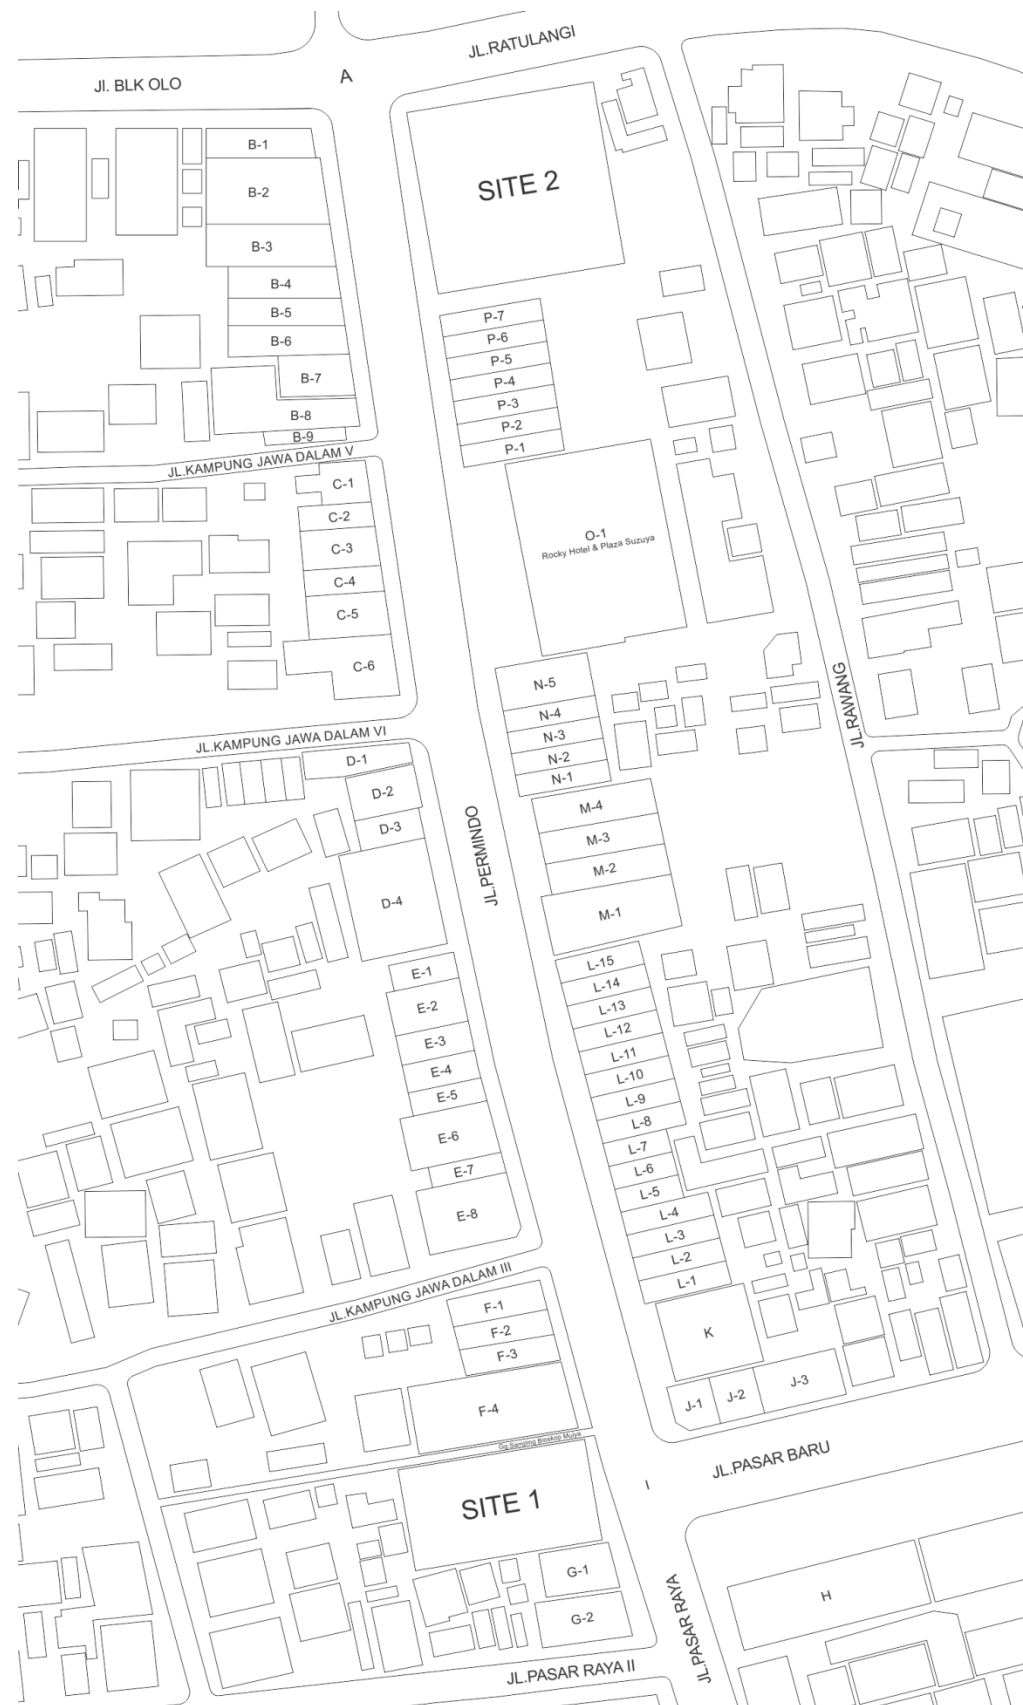 JL.RATULANGI
Jl. BLK OLO
A
B-1
B-2
B-3
B-4
B-5
B-6
B-7
B-8
B-9
SITE 2
P-7
P-6
P-5
P-4
P-3
P-2
P-1
JL.KAMPUNG JAWA DALAM V
C-1
C-2
C-3
C-4
C-5
C-6
O-1
Rocky Hotel & Plaza Suzuya
N-5
N-4
N-3
N-2
N-1
JL.RAWANG
JL.KAMPUNG JAWA DALAM VI
D-1
D-2
D-3
D-4
JL.PERMINDO
M-4
M-3
M-2
M-1
E-1
E-2
E-3
E-4
E-5
E-6
E-7
E-8
L-15
L-14
L-13
L-12
L-11
L-10
L-9
L-8
L-7
L-6
L-5
L-4
L-3
L-2
L-1
JL.KAMPUNG JAWA DALAM III
F-1
F-2
F-3
F-4
K
J-1
J-2
J-3
Gg Samping Bioskop Mulya
JL.PASAR BARU
I
SITE 1
G-1
G-2
H
JL.PASAR RAYA
JL.PASAR RAYA II